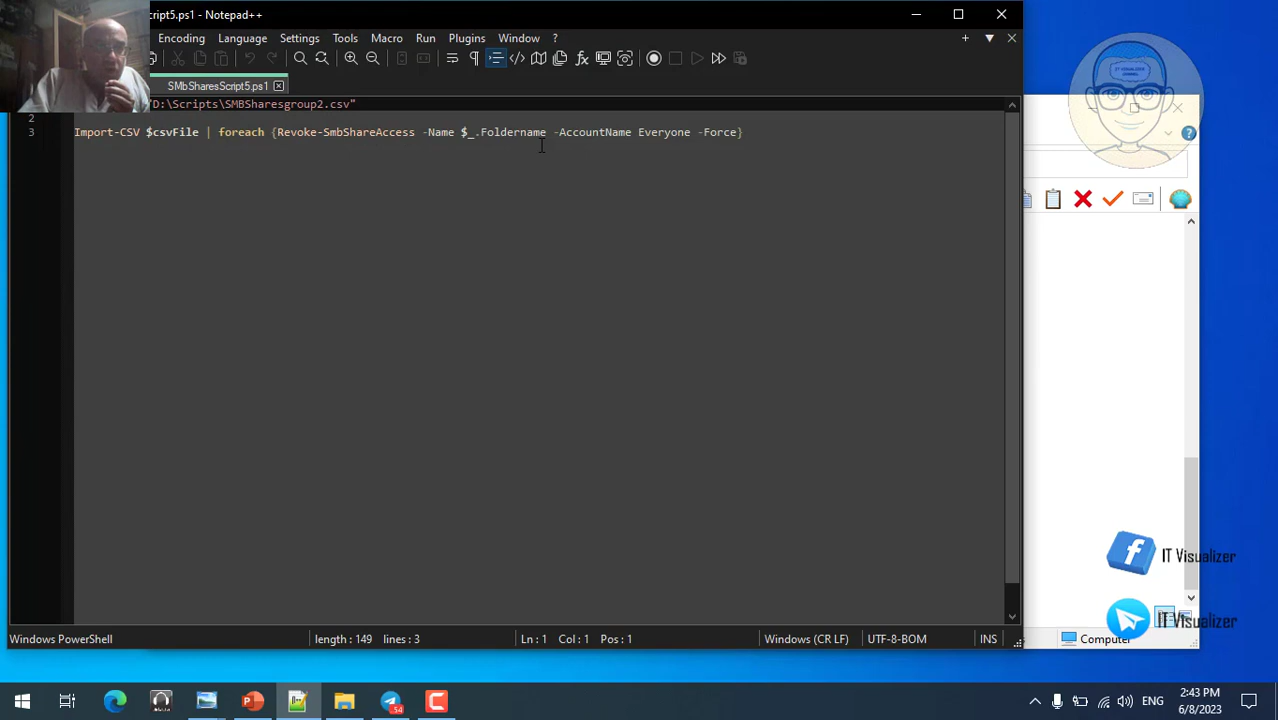 cript5.ps1 - Notepad++
Encoding Language Settings Tools Macro Run Plugins Window ?
SMbSharesScript5.ps1
"D:\Scripts\SMBSharesgroup2.csv"
2
3 Import-CSV $csvFile | foreach {Revoke-SmbShareAccess -Name $_.Foldername -AccountName Everyone -Force}
IT VISUALIZER
IT Visualizer
IT Visualizer
Computer
Windows PowerShell length : 149 lines : 3 Ln : 1 Col : 1 Pos : 1 Windows (CR LF) UTF-8-BOM INS
54
ENG
2:43 PM
6/8/2023